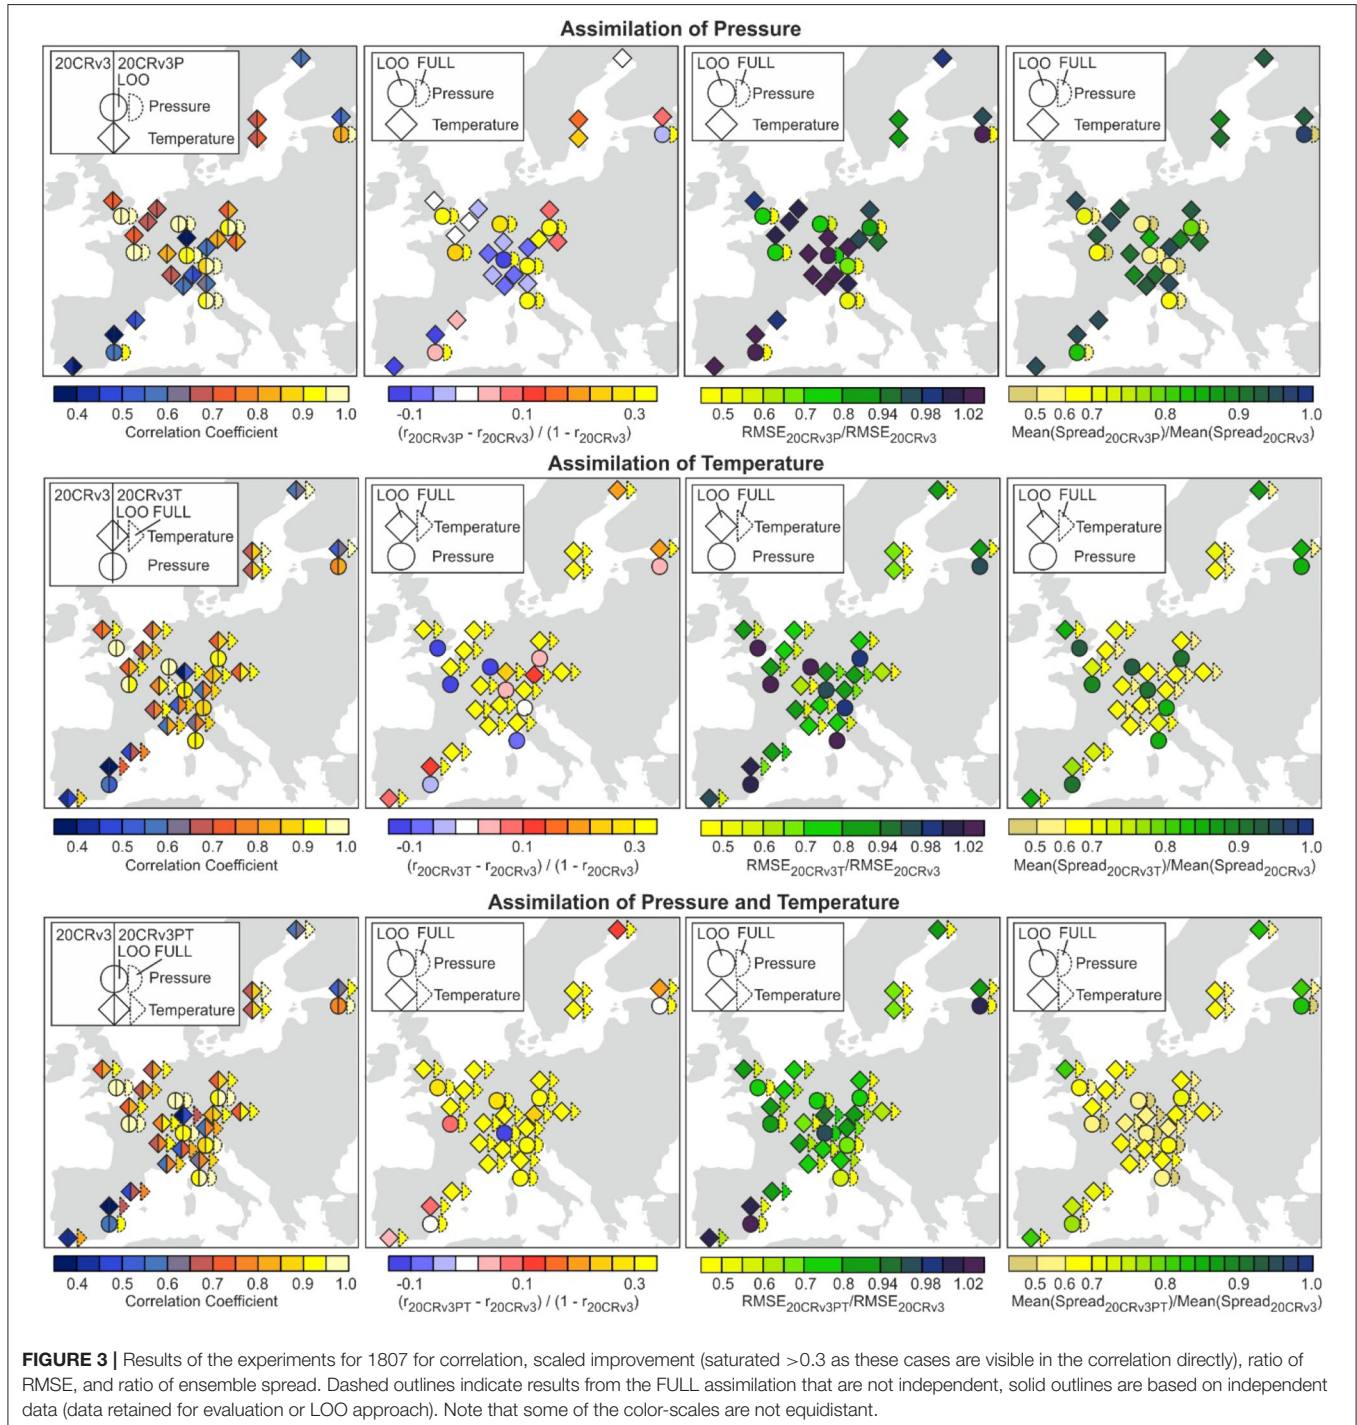 Assimilation of Pressure
20CRv3 20CRv3P
LOO
Pressure
Temperature
LOO FULL
Pressure
Temperature
LOO FULL
Pressure
Temperature
LOO FULL
Pressure
Temperature
0.4 0.5 0.6 0.7 0.8 0.9 1.0
Correlation Coefficient
-0.1 0.1 0.3
(r20CRv3P - r20CRv3) / (1 - r20CRv3)
0.5 0.6 0.7 0.8 0.94 0.98 1.02
RMSE20CRv3P/RMSE20CRv3
0.5 0.6 0.7 0.8 0.9 1.0
Mean(Spread20CRv3P)/Mean(Spread20CRv3)
Assimilation of Temperature
20CRv3 20CRv3T
LOO FULL
Temperature
Pressure
LOO FULL
Temperature
Pressure
LOO FULL
Temperature
Pressure
LOO FULL
Temperature
Pressure
0.4 0.5 0.6 0.7 0.8 0.9 1.0
Correlation Coefficient
-0.1 0.1 0.3
(r20CRv3T - r20CRv3) / (1 - r20CRv3)
0.5 0.6 0.7 0.8 0.94 0.98 1.02
RMSE20CRv3T/RMSE20CRv3
0.5 0.6 0.7 0.8 0.9 1.0
Mean(Spread20CRv3T)/Mean(Spread20CRv3)
Assimilation of Pressure and Temperature
20CRv3 20CRv3PT
LOO FULL
Pressure
Temperature
LOO FULL
Pressure
Temperature
LOO FULL
Pressure
Temperature
LOO FULL
Pressure
Temperature
0.4 0.5 0.6 0.7 0.8 0.9 1.0
Correlation Coefficient
-0.1 0.1 0.3
(r20CRv3PT - r20CRv3) / (1 - r20CRv3)
0.5 0.6 0.7 0.8 0.94 0.98 1.02
RMSE20CRv3PT/RMSE20CRv3
0.5 0.6 0.7 0.8 0.9 1.0
Mean(Spread20CRv3PT)/Mean(Spread20CRv3)
FIGURE 3 | Results of the experiments for 1807 for correlation, scaled improvement (saturated >0.3 as these cases are visible in the correlation directly), ratio of
RMSE, and ratio of ensemble spread. Dashed outlines indicate results from the FULL assimilation that are not independent, solid outlines are based on independent
data (data retained for evaluation or LOO approach). Note that some of the color-scales are not equidistant.